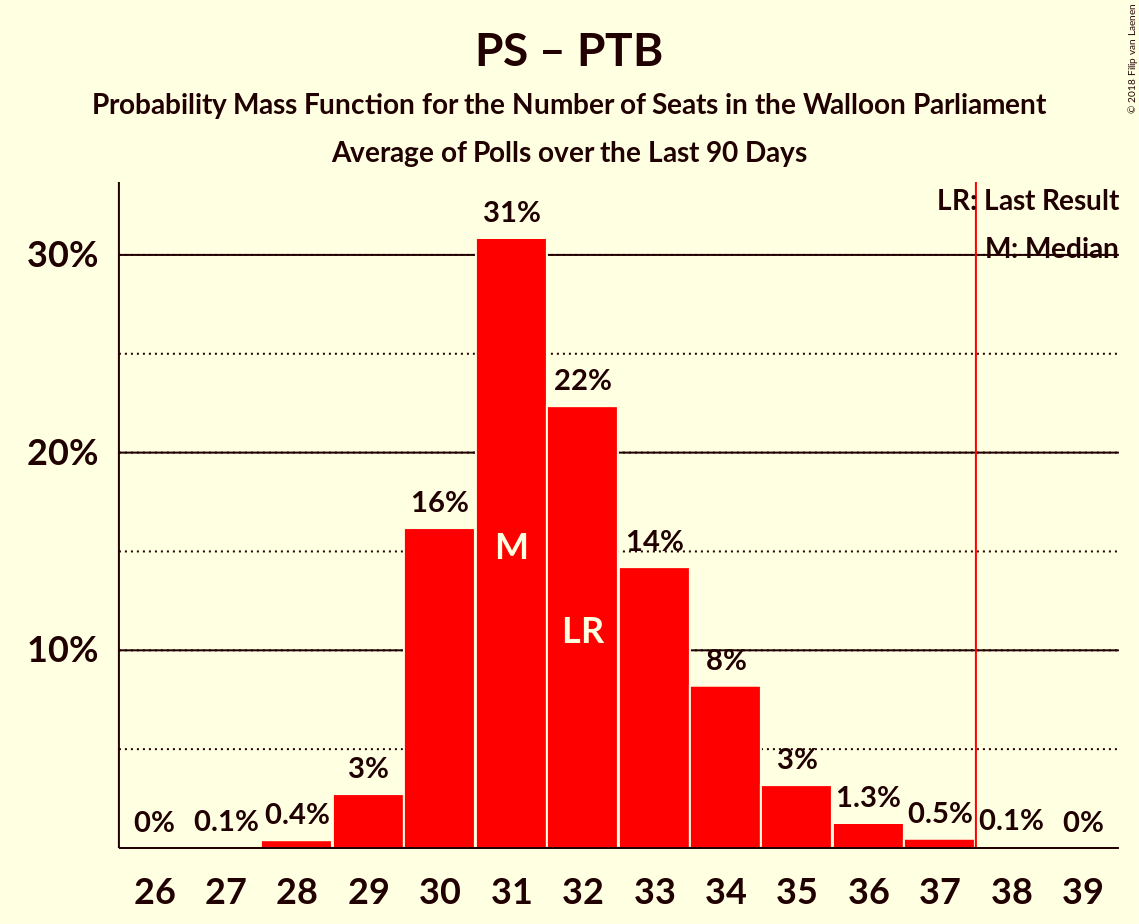 PS – PTB
Probability Mass Function for the Number of Seats in the Walloon Parliament
Average of Polls over the Last 90 Days
© 2018 Filip van Laenen
LR: Last Result
M: Median
30%
20%
10%
0%
0.1%
0.4%
3%
16%
31%
22%
14%
8%
3%
1.3%
0.5%
0.1%
0%
M
LR
26 27 28 29 30 31 32 33 34 35 36 37 38 39